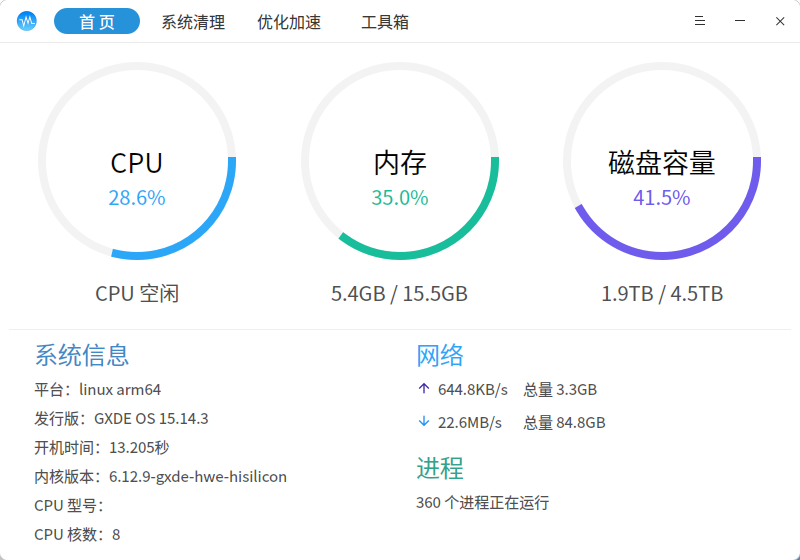 首 页 系统清理 优化加速 工具箱
CPU
28.6%
CPU 空闲
内存
35.0%
5.4GB / 15.5GB
磁盘容量
41.5%
1.9TB / 4.5TB
系统信息
平台：linux arm64
发行版：GXDE OS 15.14.3
开机时间：13.205秒
内核版本：6.12.9-gxde-hwe-hisilicon
CPU 型号：
CPU 核数：8
网络
644.8KB/s 总量 3.3GB
22.6MB/s 总量 84.8GB
进程
360 个进程正在运行